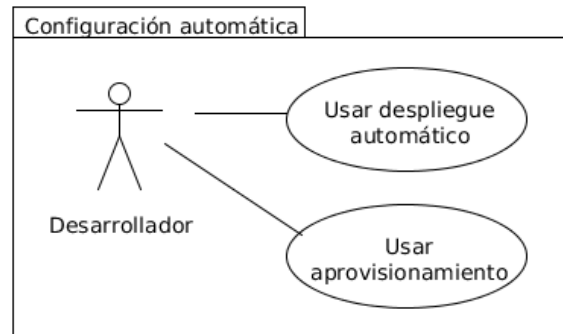 Configuración automática
Usar despliegue
automático
Desarrollador
Usar
aprovisionamiento